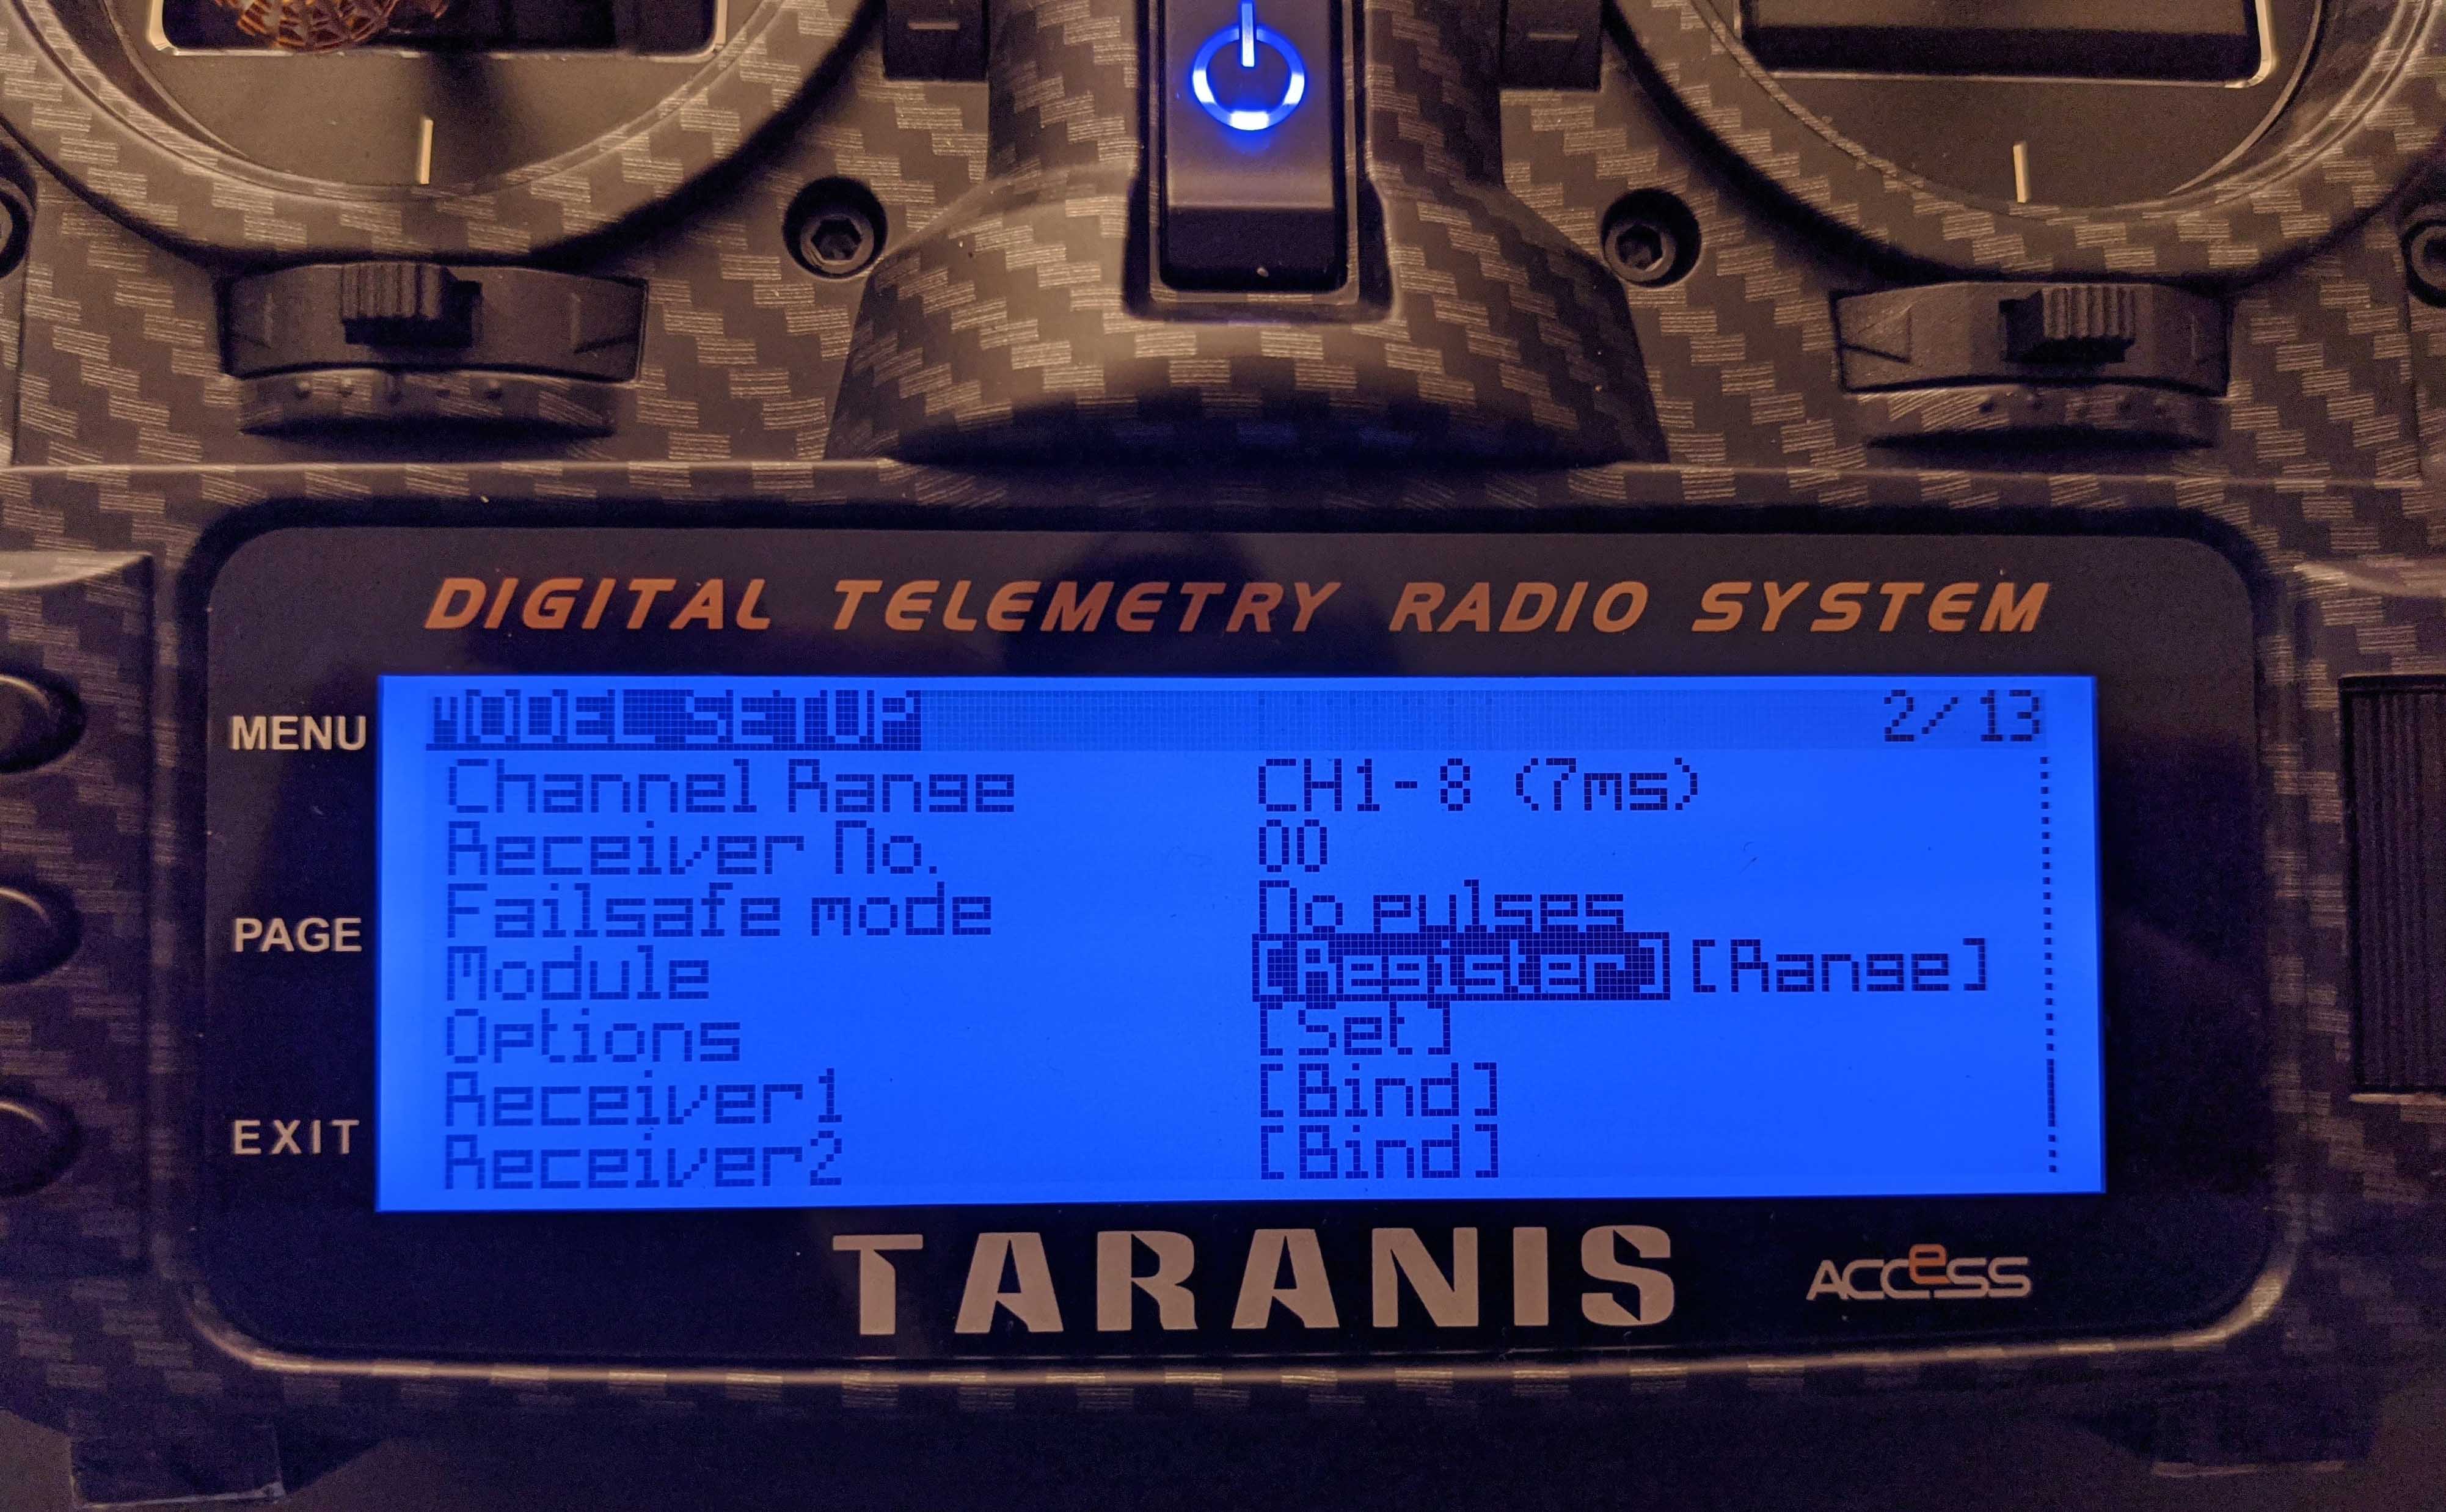 DIGITAL TELEMETRY RADIO SYSTEM
MENU
PAGE
EXIT
MODEL SETUP 2/13
Channel Range CH1-8 (7ms)
Receiver No. 00
Failsafe mode No pulses
Module [Register] [Range]
Options [Set]
Receiver1 [Bind]
Receiver2 [Bind]
TARANIS ACCeSS